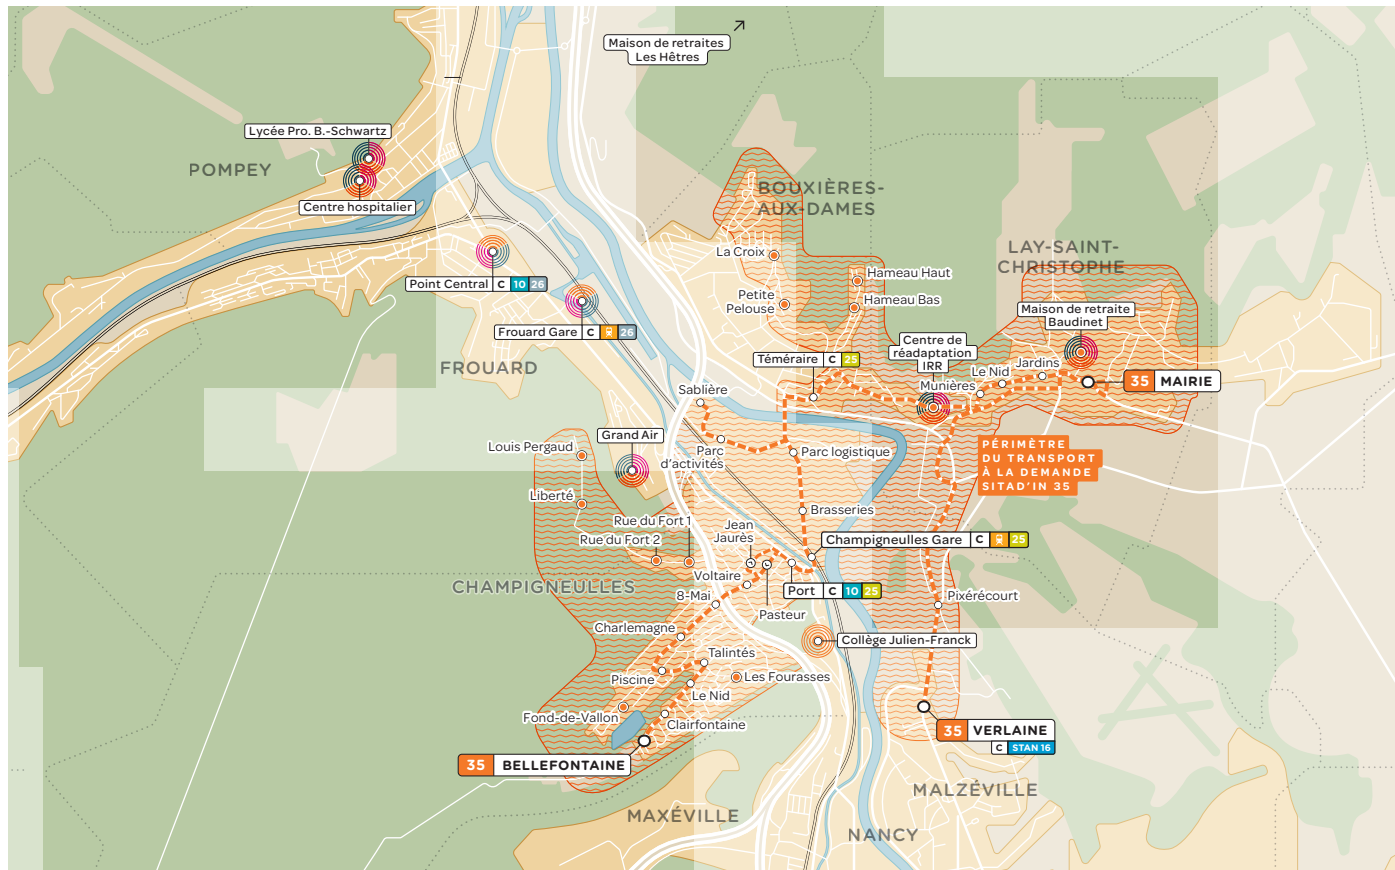 Maison de retraites
Les Hêtres
Lycée Pro. B.-Schwartz
POMPEY
Centre hospitalier
BOUXIÈRES-
AUX-DAMES
LAY-SAINT-
CHRISTOPHE
La Croix
Hameau Haut
Point Central C 10 26
Petite
Pelouse
Hameau Bas
Maison de retraite
Baudinet
Frouard Gare C 26
Centre de
réadaptation
IRR
Téméraire C 25
FROUARD
Jardins
Le Nid
35 MAIRIE
Munières
Sablière
Grand Air
Louis Pergaud
Parc
d'activités
Parc logistique
PÉRIMÈTRE
DU TRANSPORT
À LA DEMANDE
SITAD'IN 35
Liberté
Brasseries
Rue du Fort 1
Jean
Jaurès
Rue du Fort 2
Champigneulles Gare C 25
Voltaire
CHAMPIGNEULLES
Port C 10 25
8-Mai
Pixérécourt
Pasteur
Charlemagne
Collège Julien-Franck
Talintés
Piscine
Les Fourasses
Le Nid
Fond-de-Vallon
Clairfontaine
35 VERLAINE
C STAN 16
35 BELLEFONTAINE
MALZÉVILLE
MAXÉVILLE
NANCY